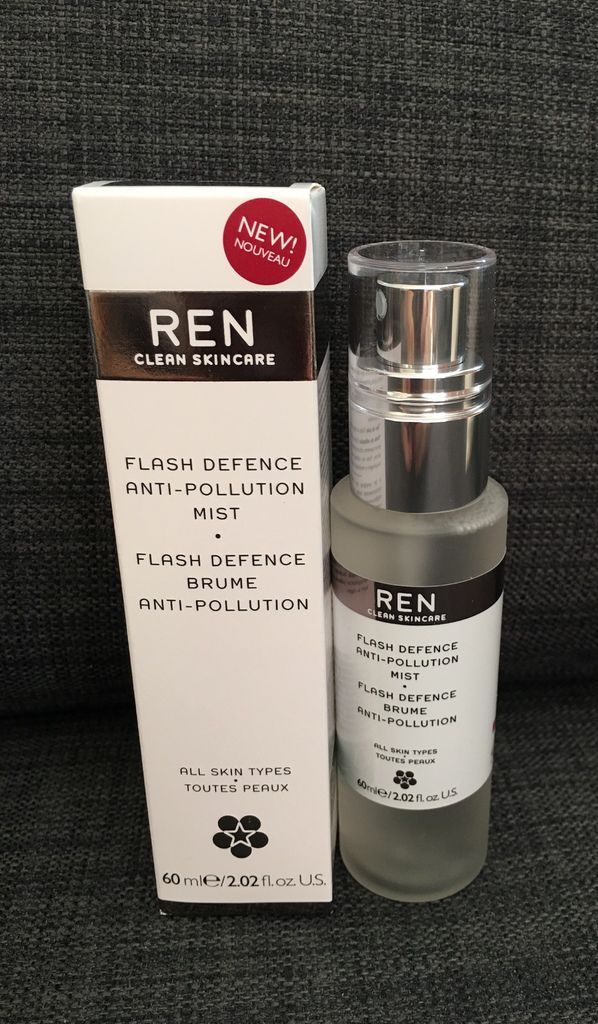 NEW!
NOUVEAU
REN
CLEAN SKINCARE
FLASH DEFENCE
ANTI-POLLUTION
MIST
•
FLASH DEFENCE
BRUME
ANTI-POLLUTION
ALL SKIN TYPES
•
TOUTES PEAUX
60 ml℮/2.02 fl. oz. U.S.
REN
CLEAN SKINCARE
FLASH DEFENCE
ANTI-POLLUTION
MIST
•
FLASH DEFENCE
BRUME
ANTI-POLLUTION
ALL SKIN TYPES
•
TOUTES PEAUX
60ml℮/2.02 fl. oz. U.S.